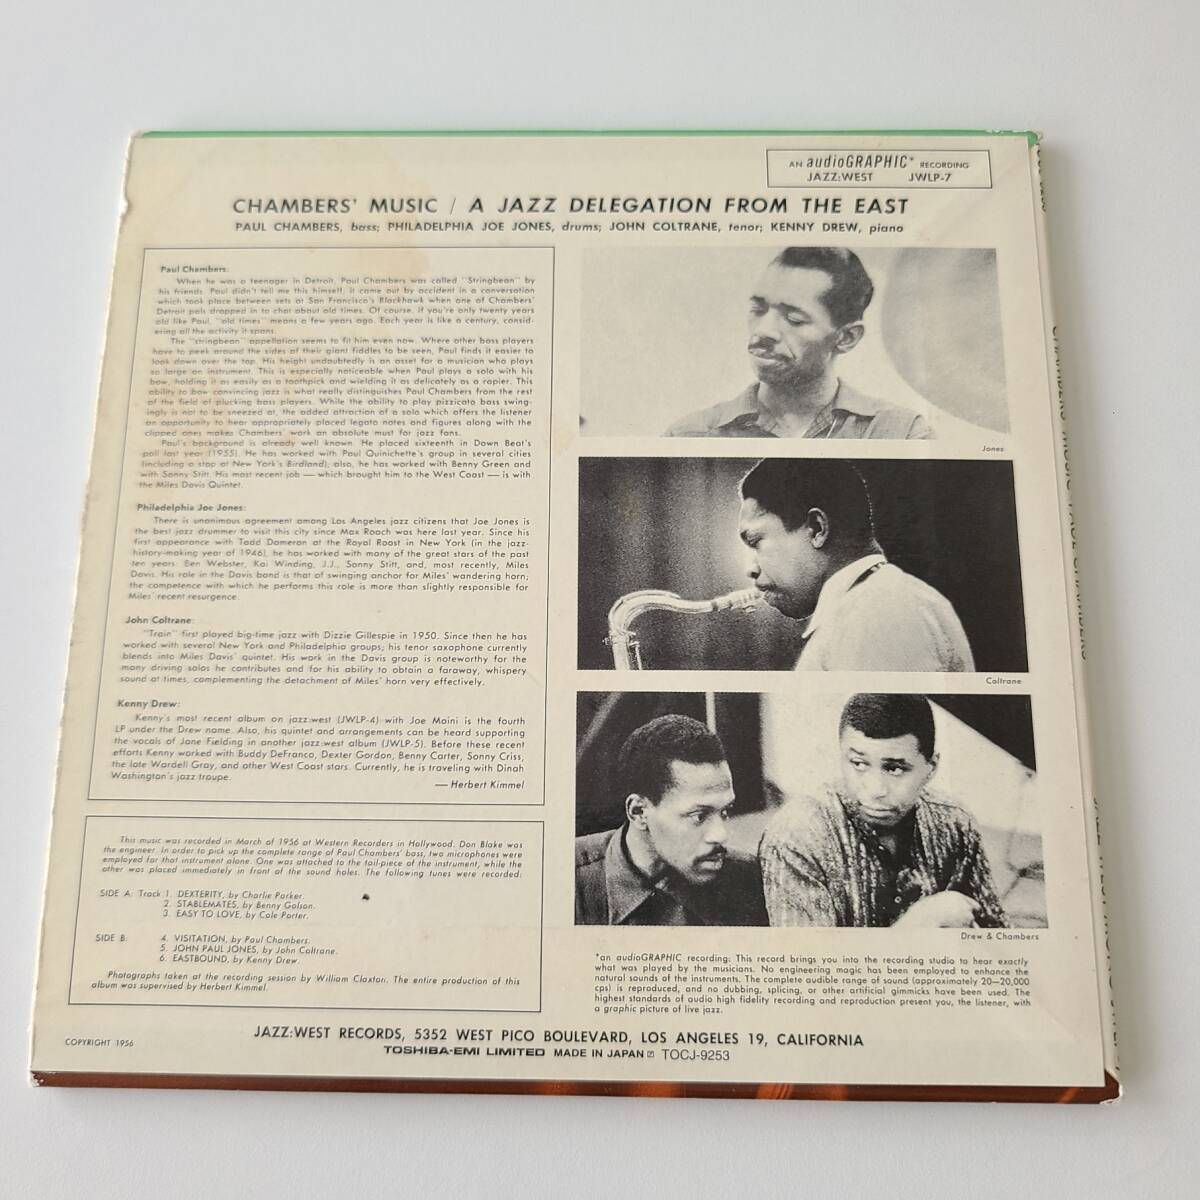 AN audioGRAPHIC* RECORDING
JAZZ:WEST JWLP-7
CHAMBERS' MUSIC / A JAZZ DELEGATION FROM THE EAST
PAUL CHAMBERS, bass; PHILADELPHIA JOE JONES, drums; JOHN COLTRANE, tenor; KENNY DREW, piano
Paul Chambers:
When he was a teenager in Detroit, Paul Chambers was called "Stringbean" by
his friends. Paul didn't tell me this himself, it came out by accident in a conversation
which took place between sets at San Francisco's Blackhawk when one of Chambers'
Detroit pals dropped in to chat about old times. Of course, if you're only twenty years
old like Paul, "old times" means a few years ago. Each year is like a century, consid-
ering all the activity it spans.
The "stringbean" appellation seems to fit him even now. Where other bass players
have to peek around the sides of their giant fiddles to be seen, Paul finds it easier to
look down over the top. His height undoubtedly is an asset for a musician who plays
so large an instrument. This is especially noticeable when Paul plays a solo with his
bow, holding it as easily as a toothpick and wielding it as delicately as a rapier. This
ability to bow convincing jazz is what really distinguishes Paul Chambers from the rest
of the field of plucking bass players. While the ability to play pizzicato bass swing-
ingly is not to be sneezed at, the added attraction of a solo which offers the listener
an opportunity to hear appropriately placed legato notes and figures along with the
clipped ones makes Chambers' work an absolute must for jazz fans.
Paul's background is already well known. He placed sixteenth in Down Beat's
poll last year (1955). He has worked with Paul Quinichette's group in several cities
(including a stop at New York's Birdland); also, he has worked with Benny Green and
with Sonny Stitt. His most recent job — which brought him to the West Coast — is with
the Miles Davis Quintet.
Philadelphia Joe Jones:
There is unanimous agreement among Los Angeles jazz citizens that Joe Jones is
the best jazz drummer to visit this city since Max Roach was here last year. Since his
first appearance with Tadd Dameron at the Royal Roost in New York (in the jazz-
history-making year of 1946), he has worked with many of the great stars of the past
ten years: Ben Webster, Kai Winding, J.J., Sonny Stitt, and, most recently, Miles
Davis. His role in the Davis band is that of swinging anchor for Miles' wandering horn;
the competence with which he performs this role is more than slightly responsible for
Miles' recent resurgence.
John Coltrane:
"Train" first played big-time jazz with Dizzie Gillespie in 1950. Since then he has
worked with several New York and Philadelphia groups; his tenor saxophone currently
blends into Miles Davis' quintet. His work in the Davis group is noteworthy for the
many driving solos he contributes and for his ability to obtain a faraway, whispery
sound at times, complementing the detachment of Miles' horn very effectively.
Kenny Drew:
Kenny's most recent album on jazz:west (JWLP-4) with Joe Maini is the fourth
LP under the Drew name. Also, his quintet and arrangements can be heard supporting
the vocals of Jane Fielding in another jazz:west album (JWLP-5). Before these recent
efforts Kenny worked with Buddy DeFranco, Dexter Gordon, Benny Carter, Sonny Criss,
the late Wardell Gray, and other West Coast stars. Currently, he is traveling with Dinah
Washington's jazz troupe.
— Herbert Kimmel
This music was recorded in March of 1956 at Western Recorders in Hollywood. Don Blake was
the engineer. In order to pick up the complete range of Paul Chambers' bass, two microphones were
employed for that instrument alone. One was attached to the tail-piece of the instrument, while the
other was placed immediately in front of the sound holes. The following tunes were recorded:
SIDE A: Track 1. DEXTERITY, by Charlie Parker.
2. STABLEMATES, by Benny Golson.
3. EASY TO LOVE, by Cole Porter.
SIDE B: 4. VISITATION, by Paul Chambers.
5. JOHN PAUL JONES, by John Coltrane.
6. EASTBOUND, by Kenny Drew.
Photographs taken at the recording session by William Claxton. The entire production of this
album was supervised by Herbert Kimmel.
Jones
Coltrane
Drew & Chambers
*an audioGRAPHIC recording: This record brings you into the recording studio to hear exactly
what was played by the musicians. No engineering magic has been employed to enhance the
natural sounds of the instruments. The complete audible range of sound (approximately 20—20,000
cps) is reproduced, and no dubbing, splicing, or other artificial gimmicks have been used. The
highest standards of audio high fidelity recording and reproduction present you, the listener, with
a graphic picture of live jazz.
JAZZ:WEST RECORDS, 5352 WEST PICO BOULEVARD, LOS ANGELES 19, CALIFORNIA
COPYRIGHT 1956
TOSHIBA-EMI LIMITED MADE IN JAPAN Ⓨ TOCJ-9253
CHAMBERS' MUSIC / PAUL CHAMBERS